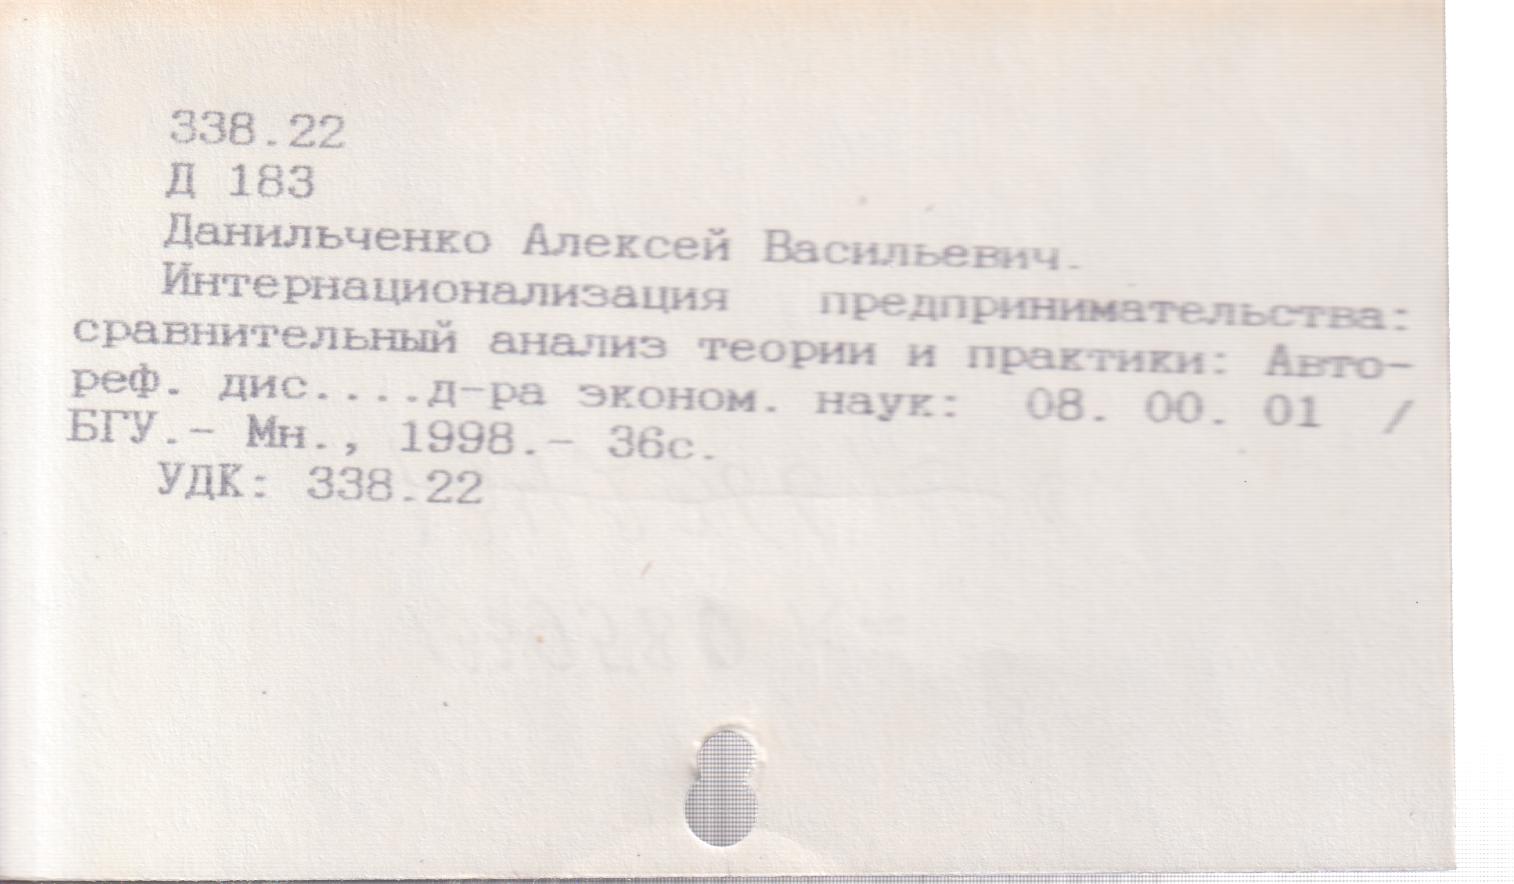 338.22
Д 183
Данильченко Алексей Васильевич.
Интернационализация предпринимательства:
сравнительный анализ теории и практики: Авто-
реф. дис....д-ра эконом. наук: 08. 00. 01 /
БГУ.- Мн., 1998.- 36с.
УДК: 338.22